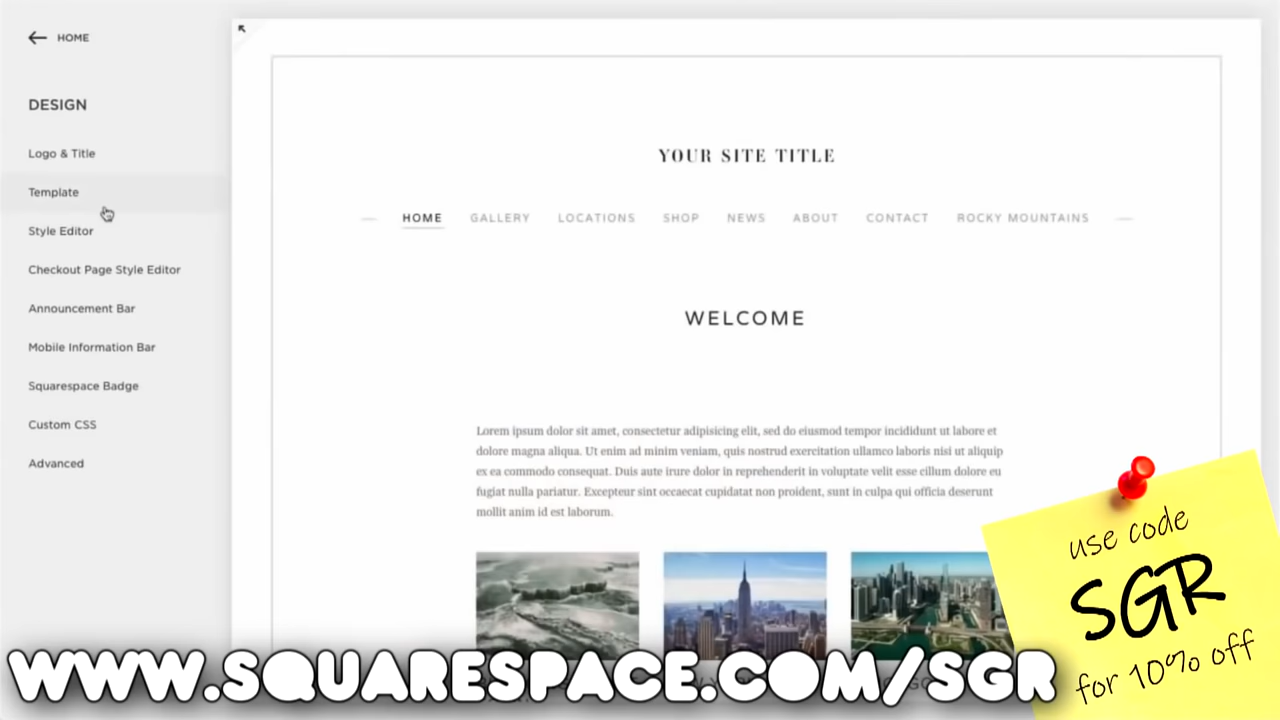 HOME
DESIGN
Logo & Title
Template
Style Editor
Checkout Page Style Editor
Announcement Bar
Mobile Information Bar
Squarespace Badge
Custom CSS
Advanced
YOUR SITE TITLE
HOME GALLERY LOCATIONS SHOP NEWS ABOUT CONTACT ROCKY MOUNTAINS
WELCOME
Lorem ipsum dolor sit amet, consectetur adipisicing elit, sed do eiusmod tempor incididunt ut labore et
dolore magna aliqua. Ut enim ad minim veniam, quis nostrud exercitation ullamco laboris nisi ut aliquip
ex ea commodo consequat. Duis aute irure dolor in reprehenderit in voluptate velit esse cillum dolore eu
fugiat nulla pariatur. Excepteur sint occaecat cupidatat non proident, sunt in culpa qui officia deserunt
mollit anim id est laborum.
use code
SGR
for 10% off
WWW.SQUARESPACE.COM/SGR